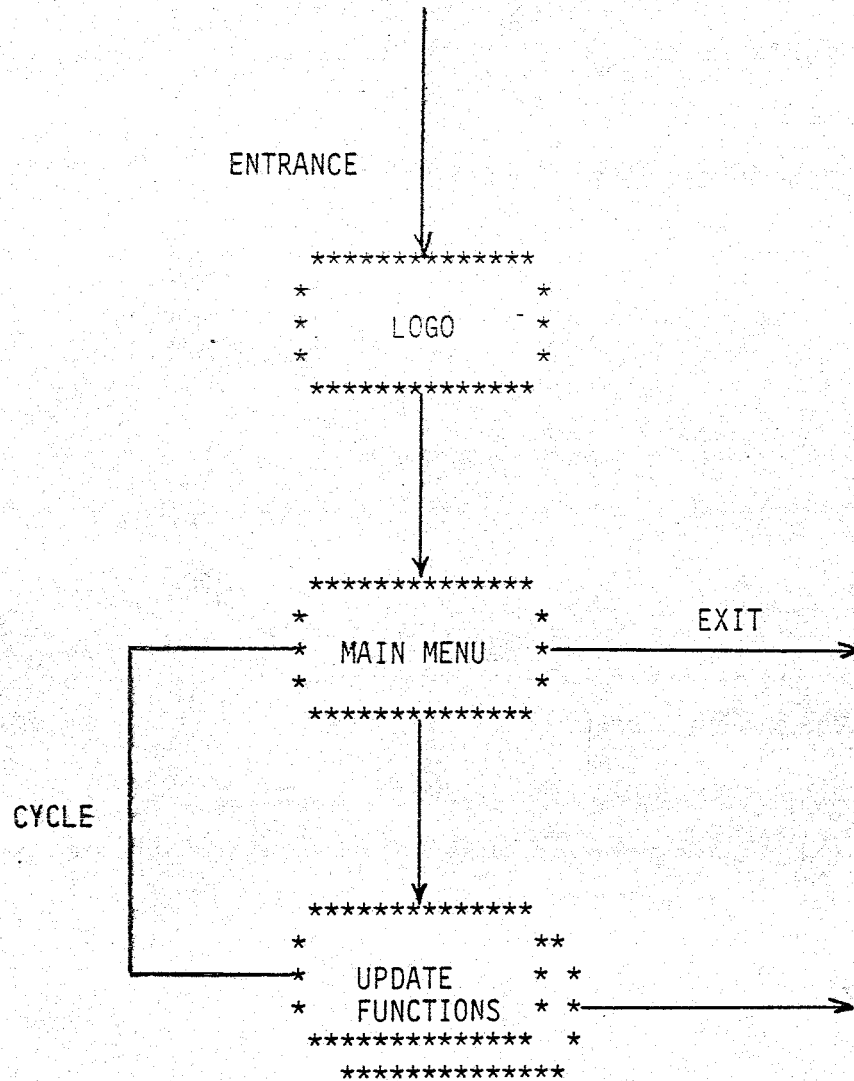 ENTRANCE
**************
* *
* LOGO *
* *
**************
**************
* *
EXIT
* MAIN MENU *
* *
**************
CYCLE
**************
* **
* UPDATE * *
* FUNCTIONS * *
************** *
**************